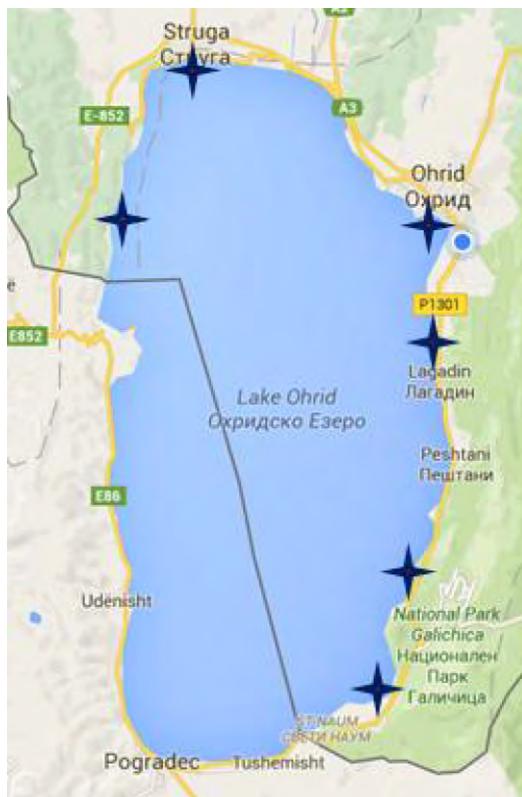 A2
Struga
Струга
E-852
A3
Ohrid
Охрид
P1301
E852
Lagadin
Лагадин
Lake Ohrid
Охридско Езеро
Peshtani
Пештани
E86
Udenisht
National Park
Galichica
Национален
Парк
Галичица
ST NAUM
СВЕТИ НАУМ
Pogradec
Tushemisht